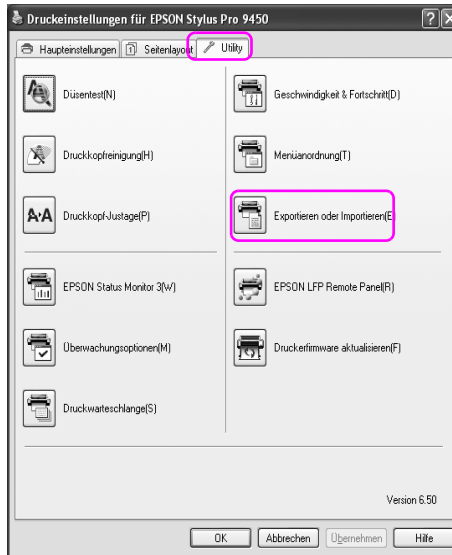 Druckeinstellungen für EPSON Stylus Pro 9450
Haupteinstellungen
Seitenlayout
Utility
Düsentest(N)
Geschwindigkeit & Fortschritt(D)
Druckkopfreinigung(H)
Menüanordnung(T)
Druckkopf-Justage(P)
Exportieren oder Importieren(E
EPSON Status Monitor 3(W)
EPSON LFP Remote Panel(R)
Überwachungsoptionen(M)
Druckerfirmware aktualisieren(F)
Druckwarteschlange(S)
Version 6.50
OK
Abbrechen
Übernehmen
Hilfe